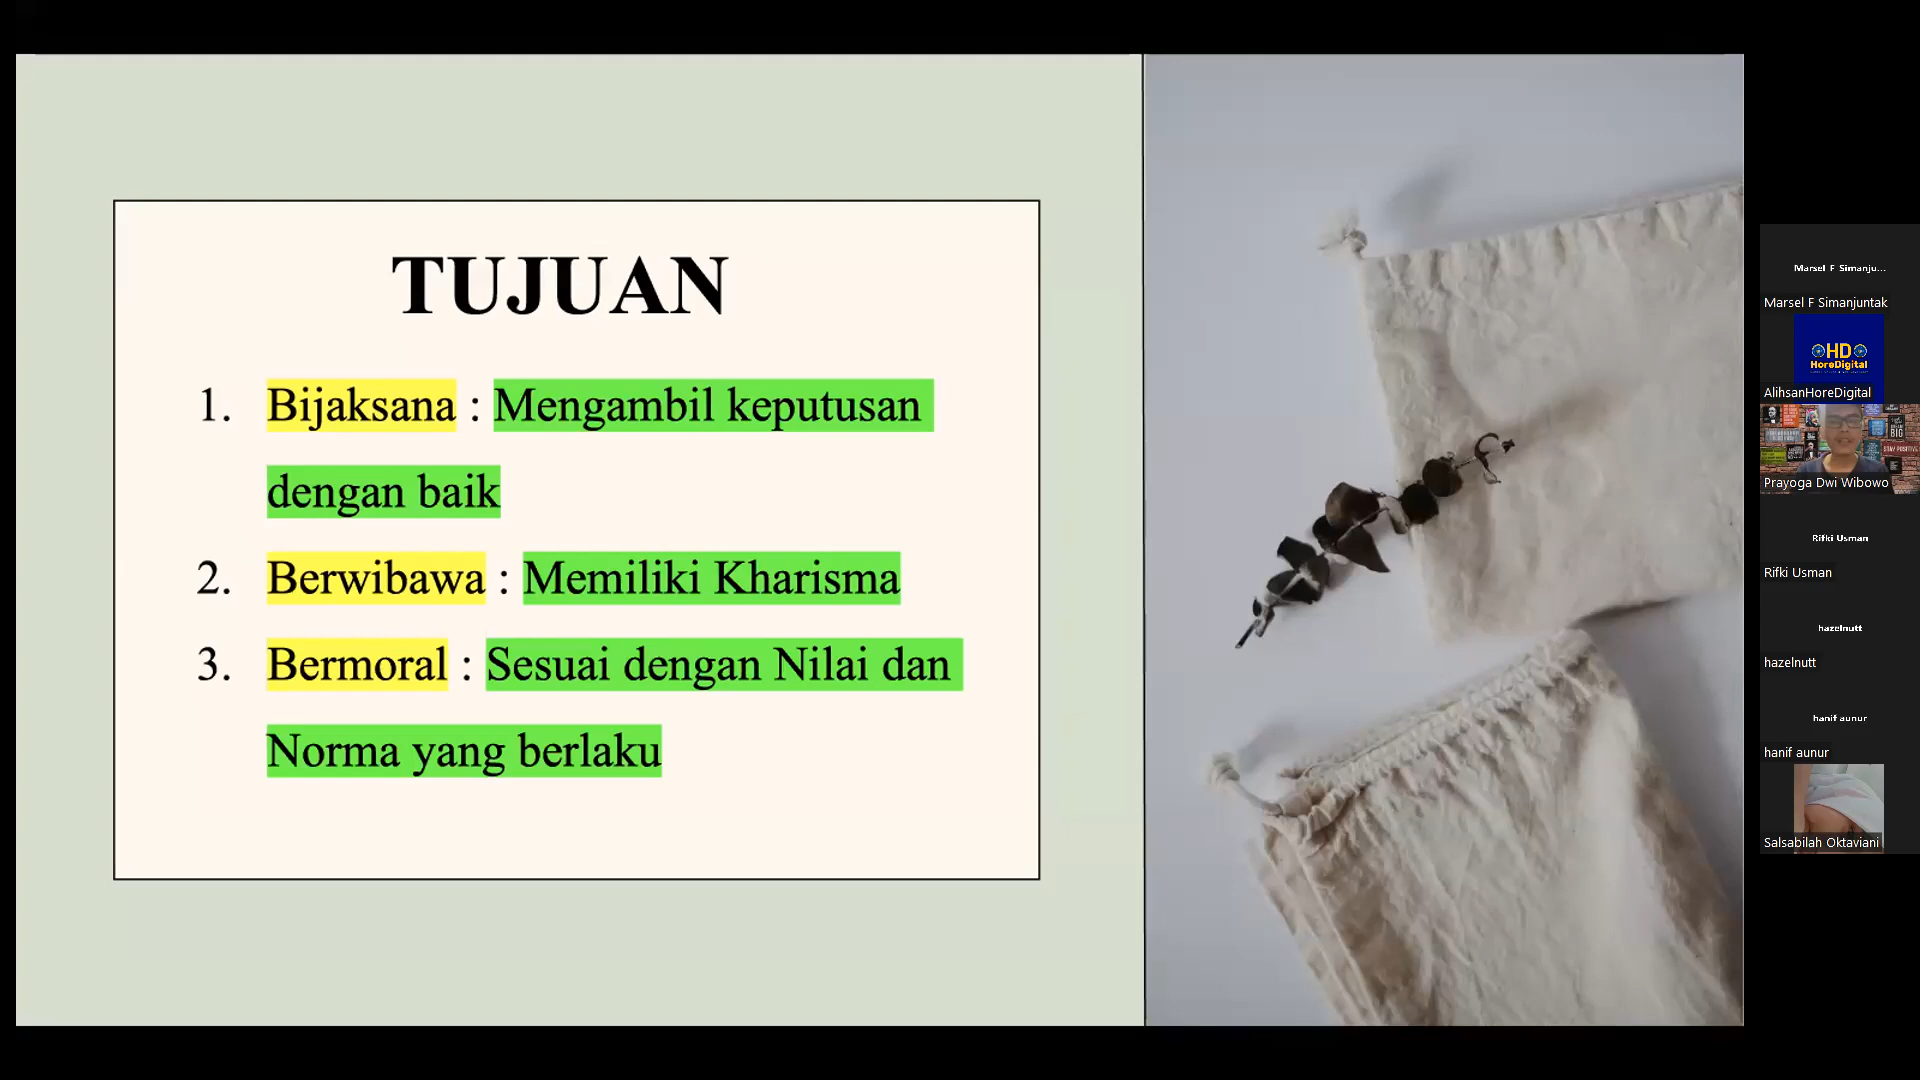 TUJUAN
1. Bijaksana : Mengambil keputusan
dengan baik
2. Berwibawa : Memiliki Kharisma
3. Bermoral : Sesuai dengan Nilai dan
Norma yang berlaku
Marsel F Simanju...
Marsel F Simanjuntak
HD
HoreDigital
AlihsanHoreDigital
STAY POSITIVE
Prayoga Dwi Wibowo
Rifki Usman
Rifki Usman
hazelnutt
hazelnutt
hanif aunur
hanif aunur
Salsabilah Oktaviani